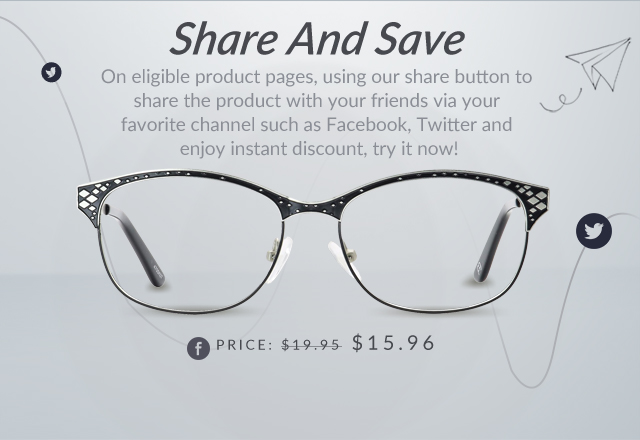 Share And Save
On eligible product pages, using our share button to
share the product with your friends via your
favorite channel such as Facebook, Twitter and
enjoy instant discount, try it now!
PRICE: $19.95 $15.96